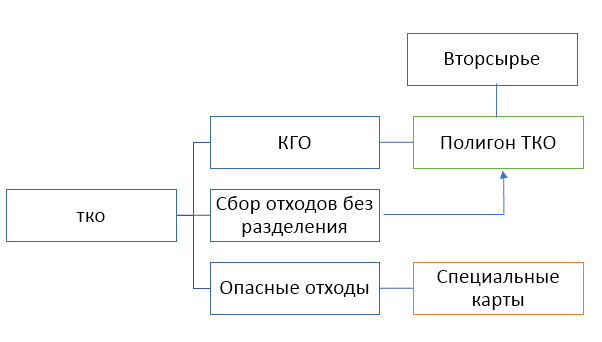 Вторсырье
КГО
Полигон ТКО
тко
Сбор отходов без
разделения
Опасные отходы
Специальные
карты